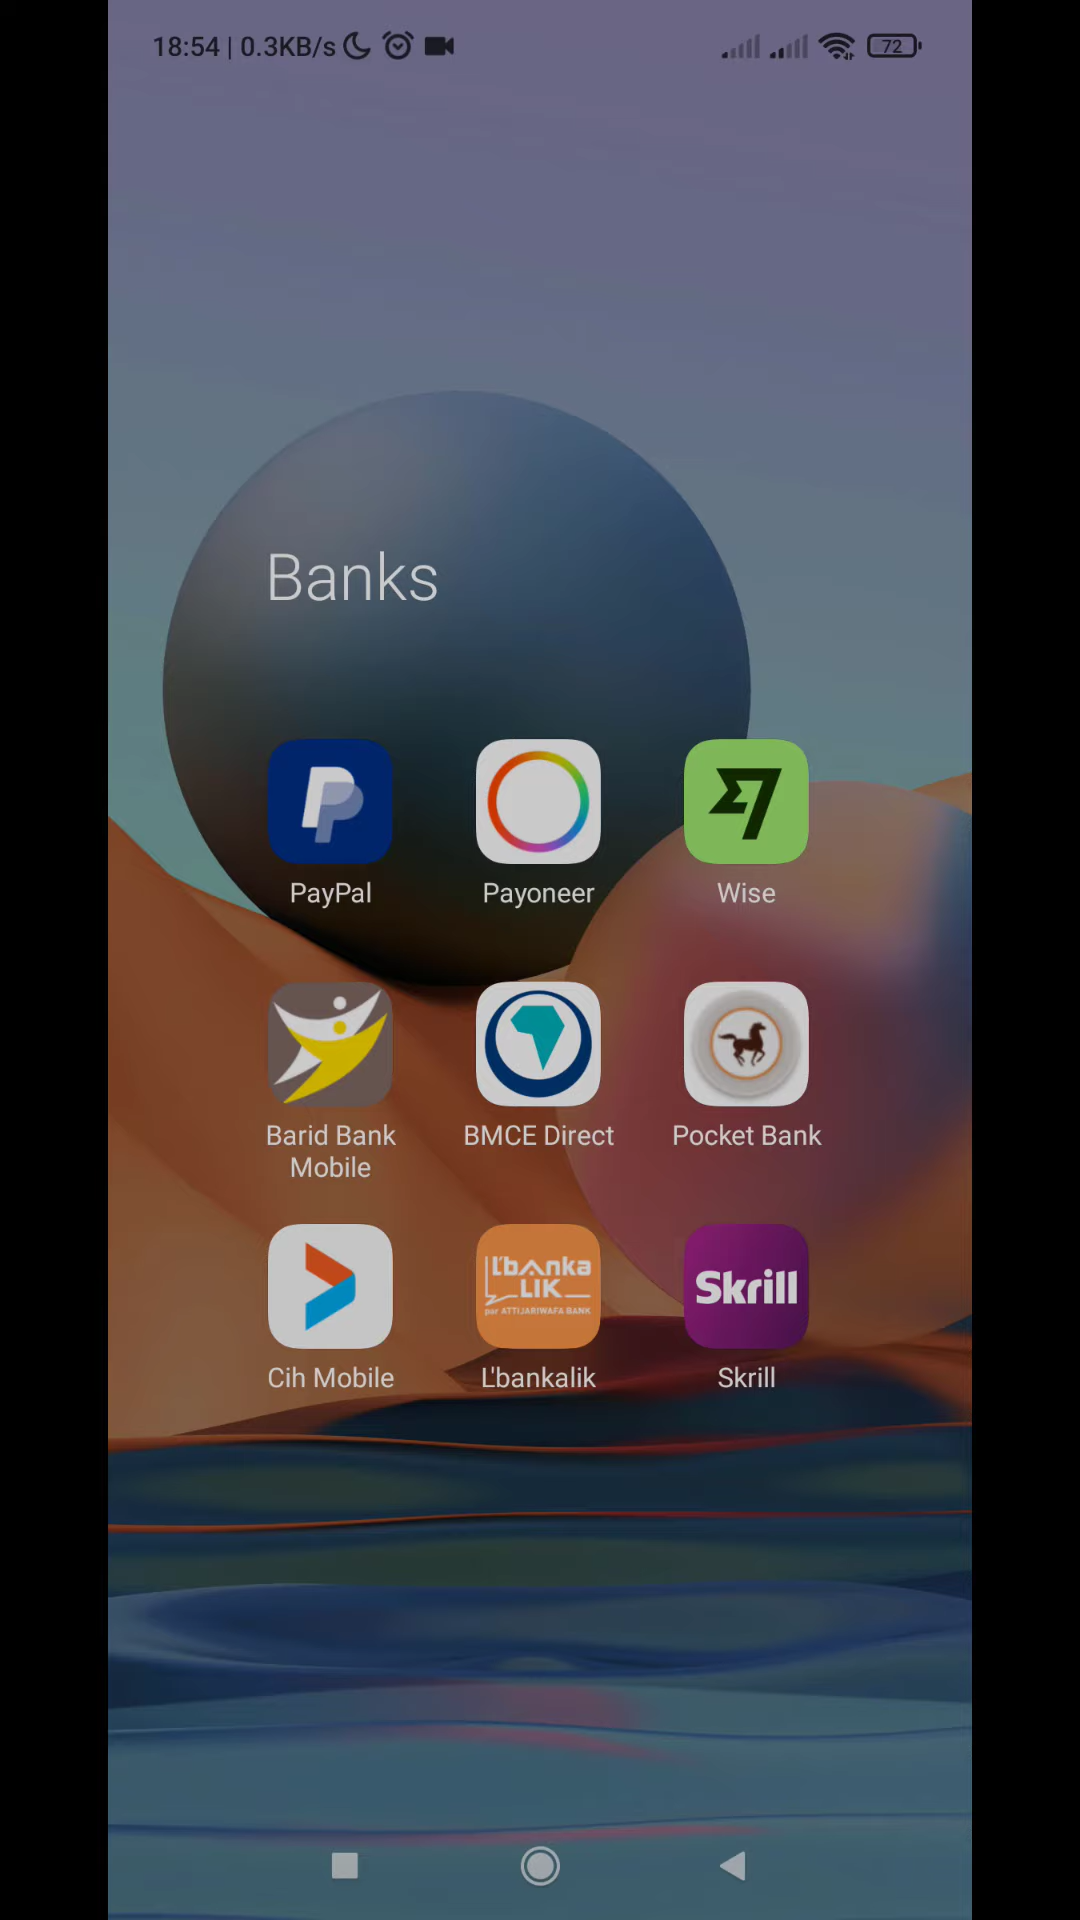 18:54 | 0.3KB/s
72
Banks
PayPal
Payoneer
Wise
Barid Bank
Mobile
BMCE Direct
Pocket Bank
L'banka
LIK
par ATTIJARIWAFA BANK
Skrill
Cih Mobile
L'bankalik
Skrill